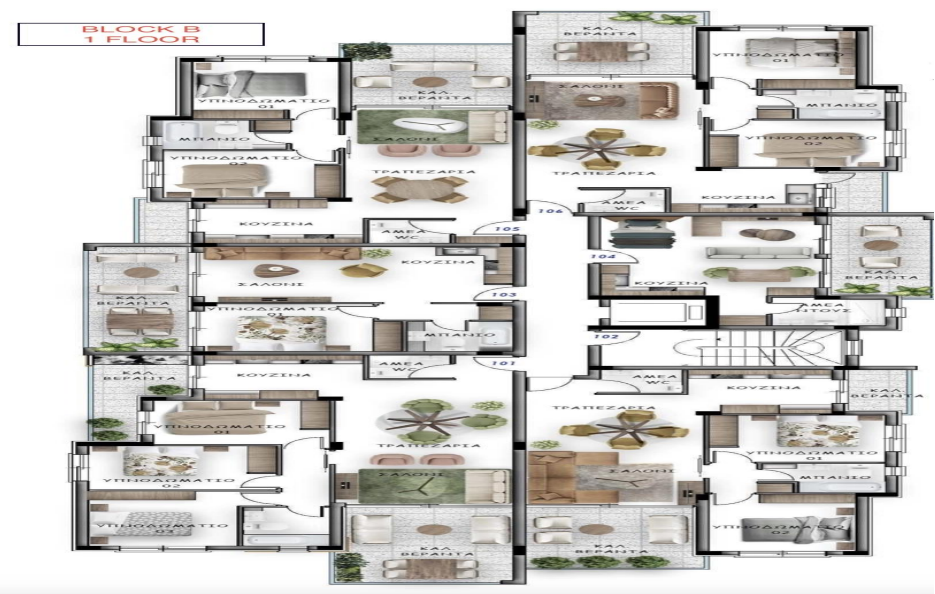 BLOCK B
1 FLOOR
ΚΑΛ.
ΒΕΡΑΝΤΑ
ΥΠΝΟΔΩΜΑΤΙΟ
01
ΥΠΝΟΔΩΜΑΤΙΟ
01
ΚΑΛ.
ΒΕΡΑΝΤΑ
ΣΑΛΟΝΙ
ΜΠΑΝΙΟ
ΜΠΑΝΙΟ
ΣΑΛΟΝΙ
ΥΠΝΟΔΩΜΑΤΙΟ
02
ΥΠΝΟΔΩΜΑΤΙΟ
02
ΤΡΑΠΕΖΑΡΙΑ
ΤΡΑΠΕΖΑΡΙΑ
ΚΟΥΖΙΝΑ
ΑΜΕΑ
WC
106
ΚΟΥΖΙΝΑ
ΑΜΕΑ
WC
105
ΚΟΥΖΙΝΑ
104
ΣΑΛΟΝΙ
ΚΟΥΖΙΝΑ
103
ΚΑΛ.
ΒΕΡΑΝΤΑ
ΚΑΛ.
ΒΕΡΑΝΤΑ
ΥΠΝΟΔΩΜΑΤΙΟ
01
ΑΜΕΑ
ΝΤΟΥΣ
ΜΠΑΝΙΟ
102
101
ΑΜΕΑ
WC
ΑΜΕΑ
WC
ΚΑΛ.
ΒΕΡΑΝΤΑ
ΚΟΥΖΙΝΑ
ΚΟΥΖΙΝΑ
ΚΑΛ.
ΒΕΡΑΝΤΑ
ΤΡΑΠΕΖΑΡΙΑ
ΥΠΝΟΔΩΜΑΤΙΟ
01
ΤΡΑΠΕΖΑΡΙΑ
ΥΠΝΟΔΩΜΑΤΙΟ
01
ΥΠΝΟΔΩΜΑΤΙΟ
02
ΣΑΛΟΝΙ
ΣΑΛΟΝΙ
ΜΠΑΝΙΟ
ΥΠΝΟΔΩΜΑΤΙΟ
03
ΥΠΝΟΔΩΜΑΤΙΟ
02
ΚΑΛ.
ΒΕΡΑΝΤΑ
ΚΑΛ.
ΒΕΡΑΝΤΑ